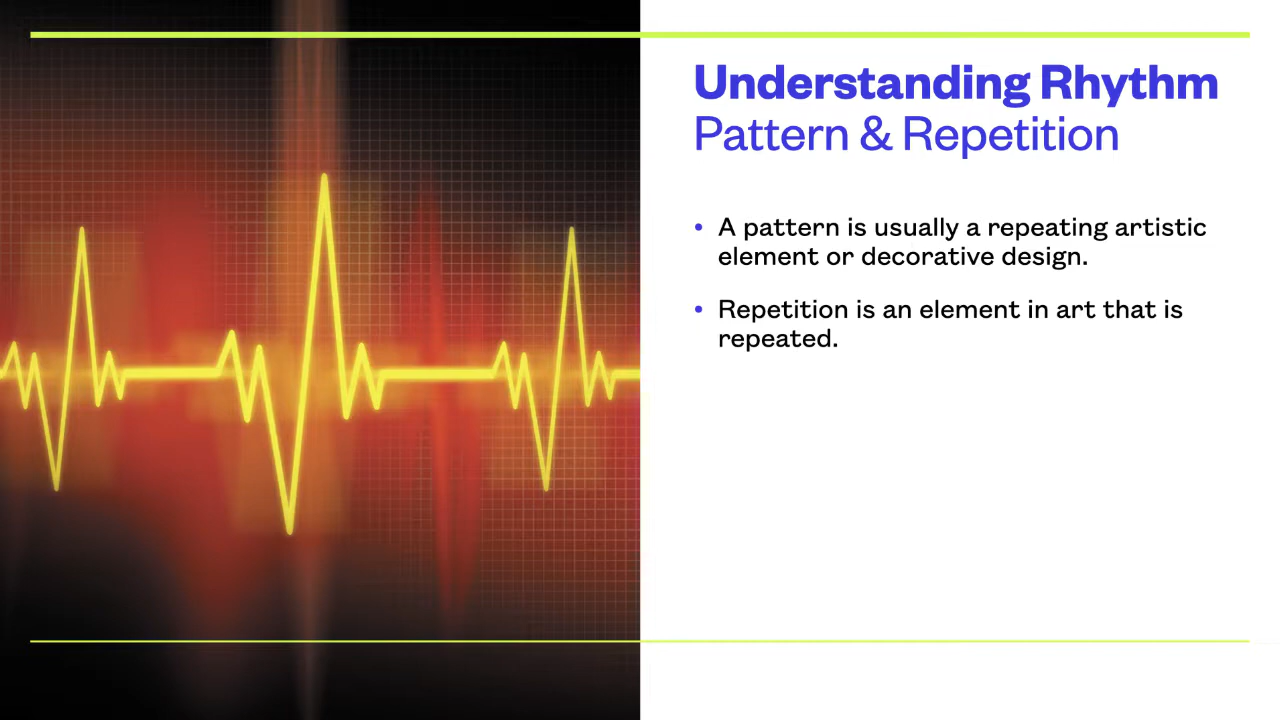 Understanding Rhythm
Pattern & Repetition
• A pattern is usually a repeating artistic
element or decorative design.
• Repetition is an element in art that is
repeated.